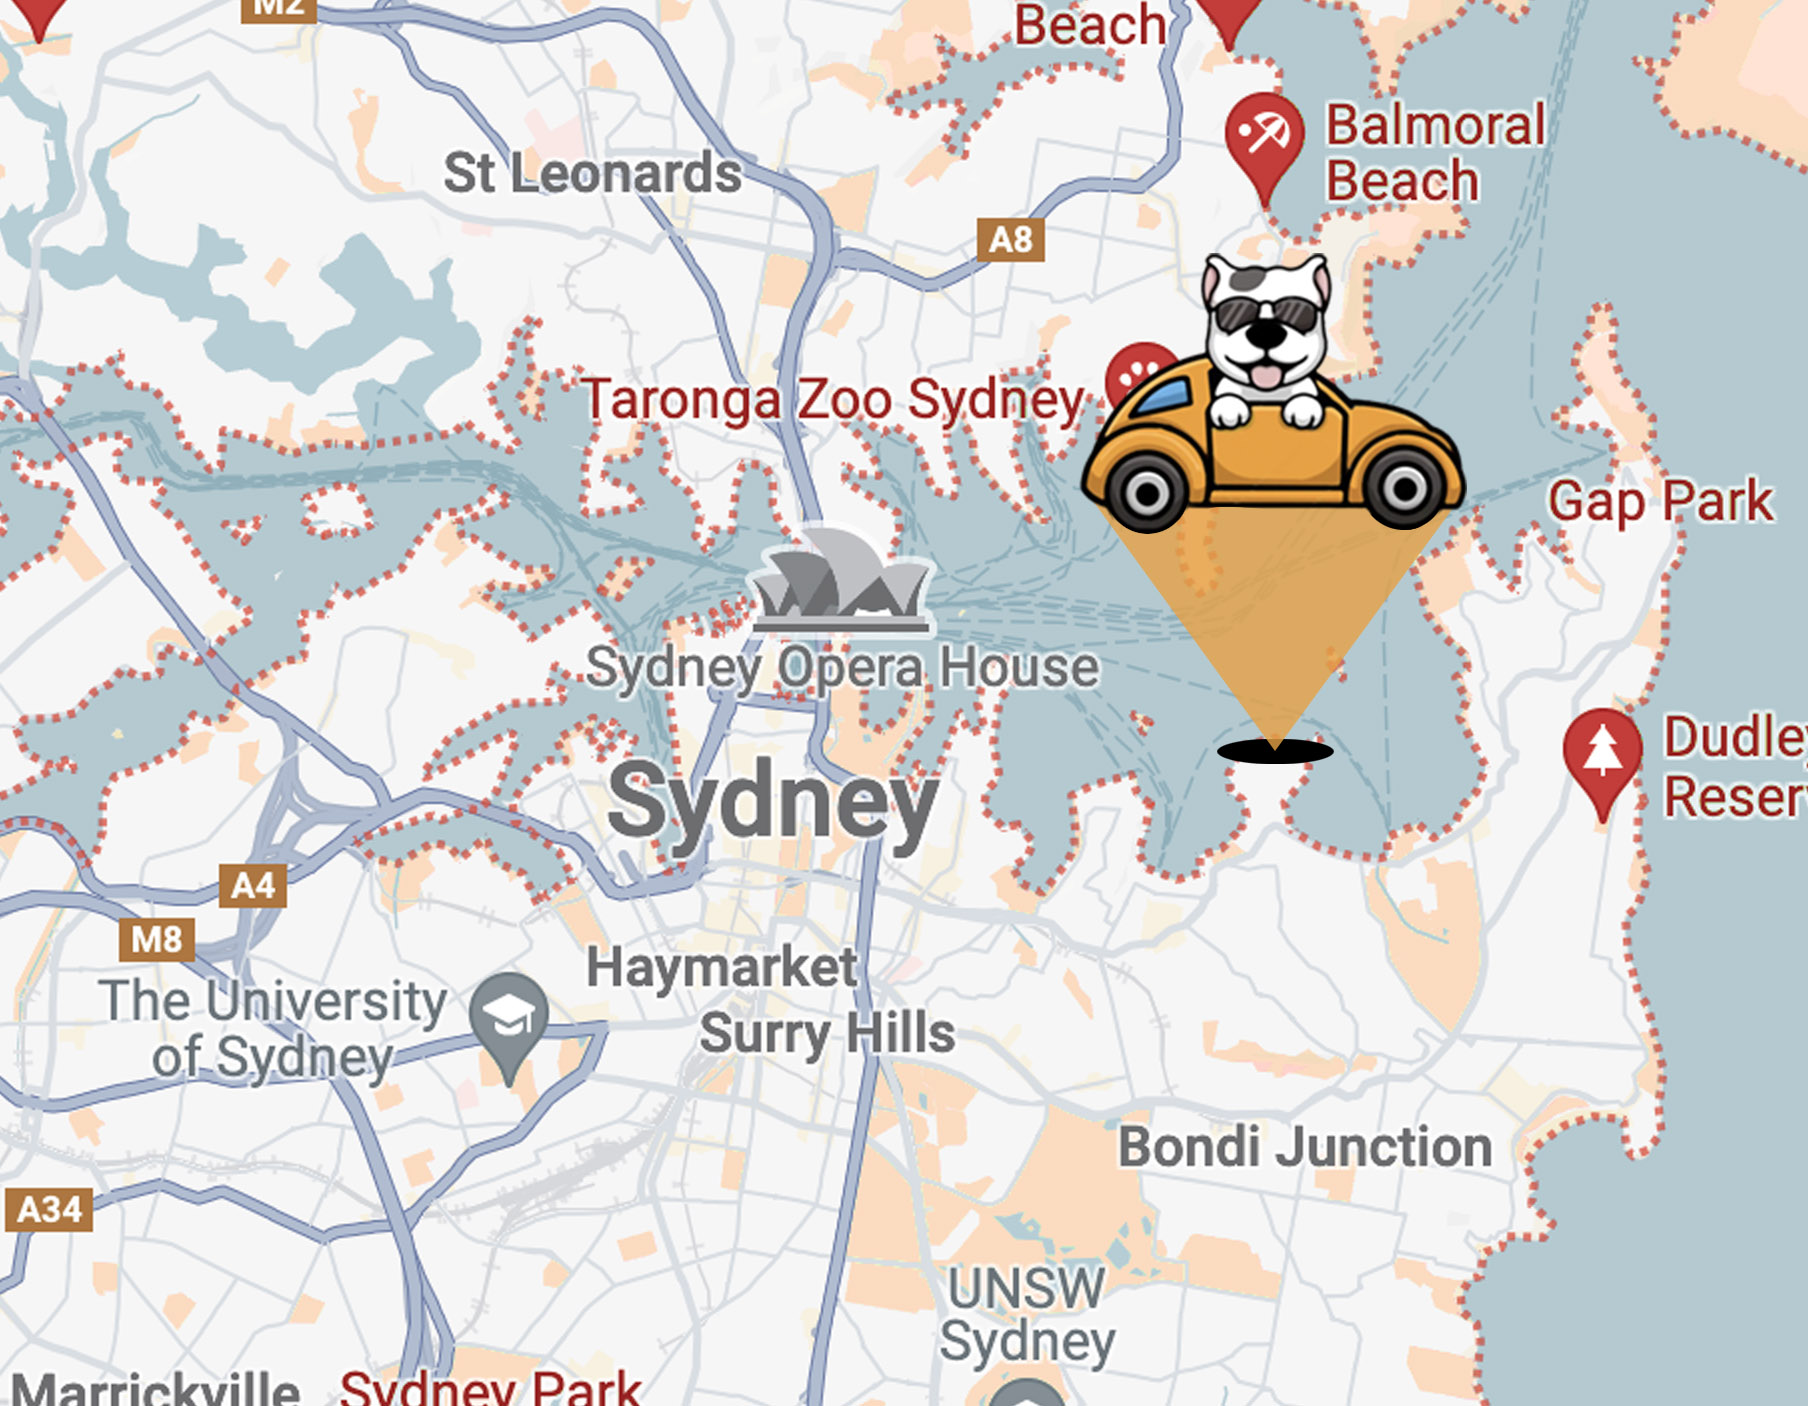 M2
Beach
Balmoral
Beach
St Leonards
A8
Taronga Zoo Sydney
Gap Park
Sydney Opera House
Dudley
Reser
Sydney
A4
M8
Haymarket
The University
of Sydney
Surry Hills
Bondi Junction
A34
UNSW
Sydney
Marrickville
Sydney Park